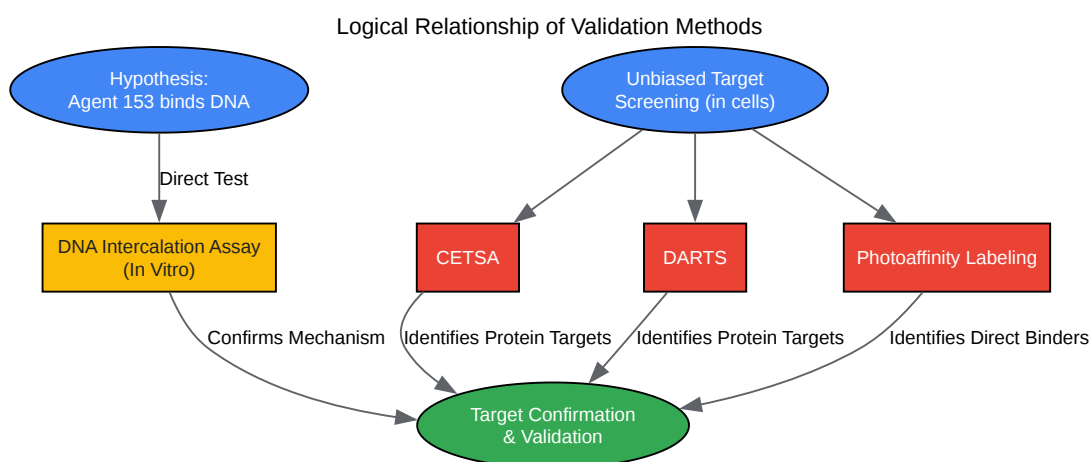 Logical Relationship of Validation Methods
Hypothesis:
Agent 153 binds DNA
Unbiased Target
Screening (in cells)
Direct Test
DNA Intercalation Assay
(In Vitro)
CETSA
DARTS
Photoaffinity Labeling
Confirms Mechanism
Identifies Protein Targets
Identifies Protein Targets
Identifies Direct Binders
Target Confirmation
& Validation